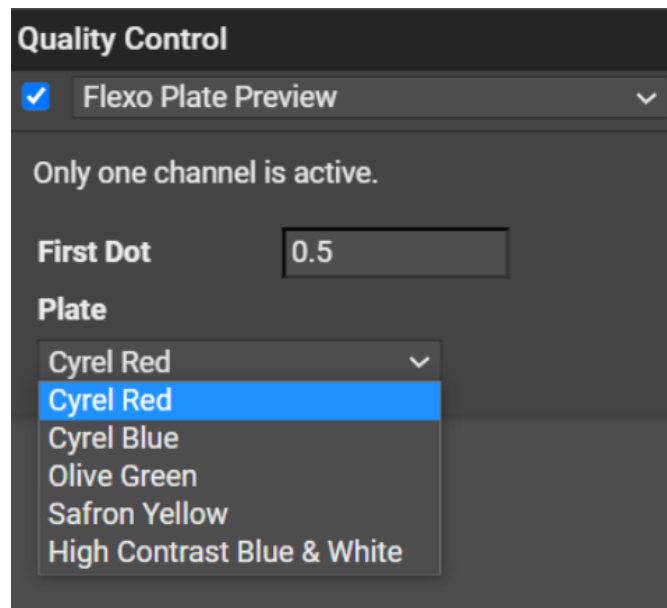 Quality Control
Flexo Plate Preview
Only one channel is active.
First Dot 0.5
Plate
Cyrel Red
Cyrel Red
Cyrel Blue
Olive Green
Safron Yellow
High Contrast Blue & White